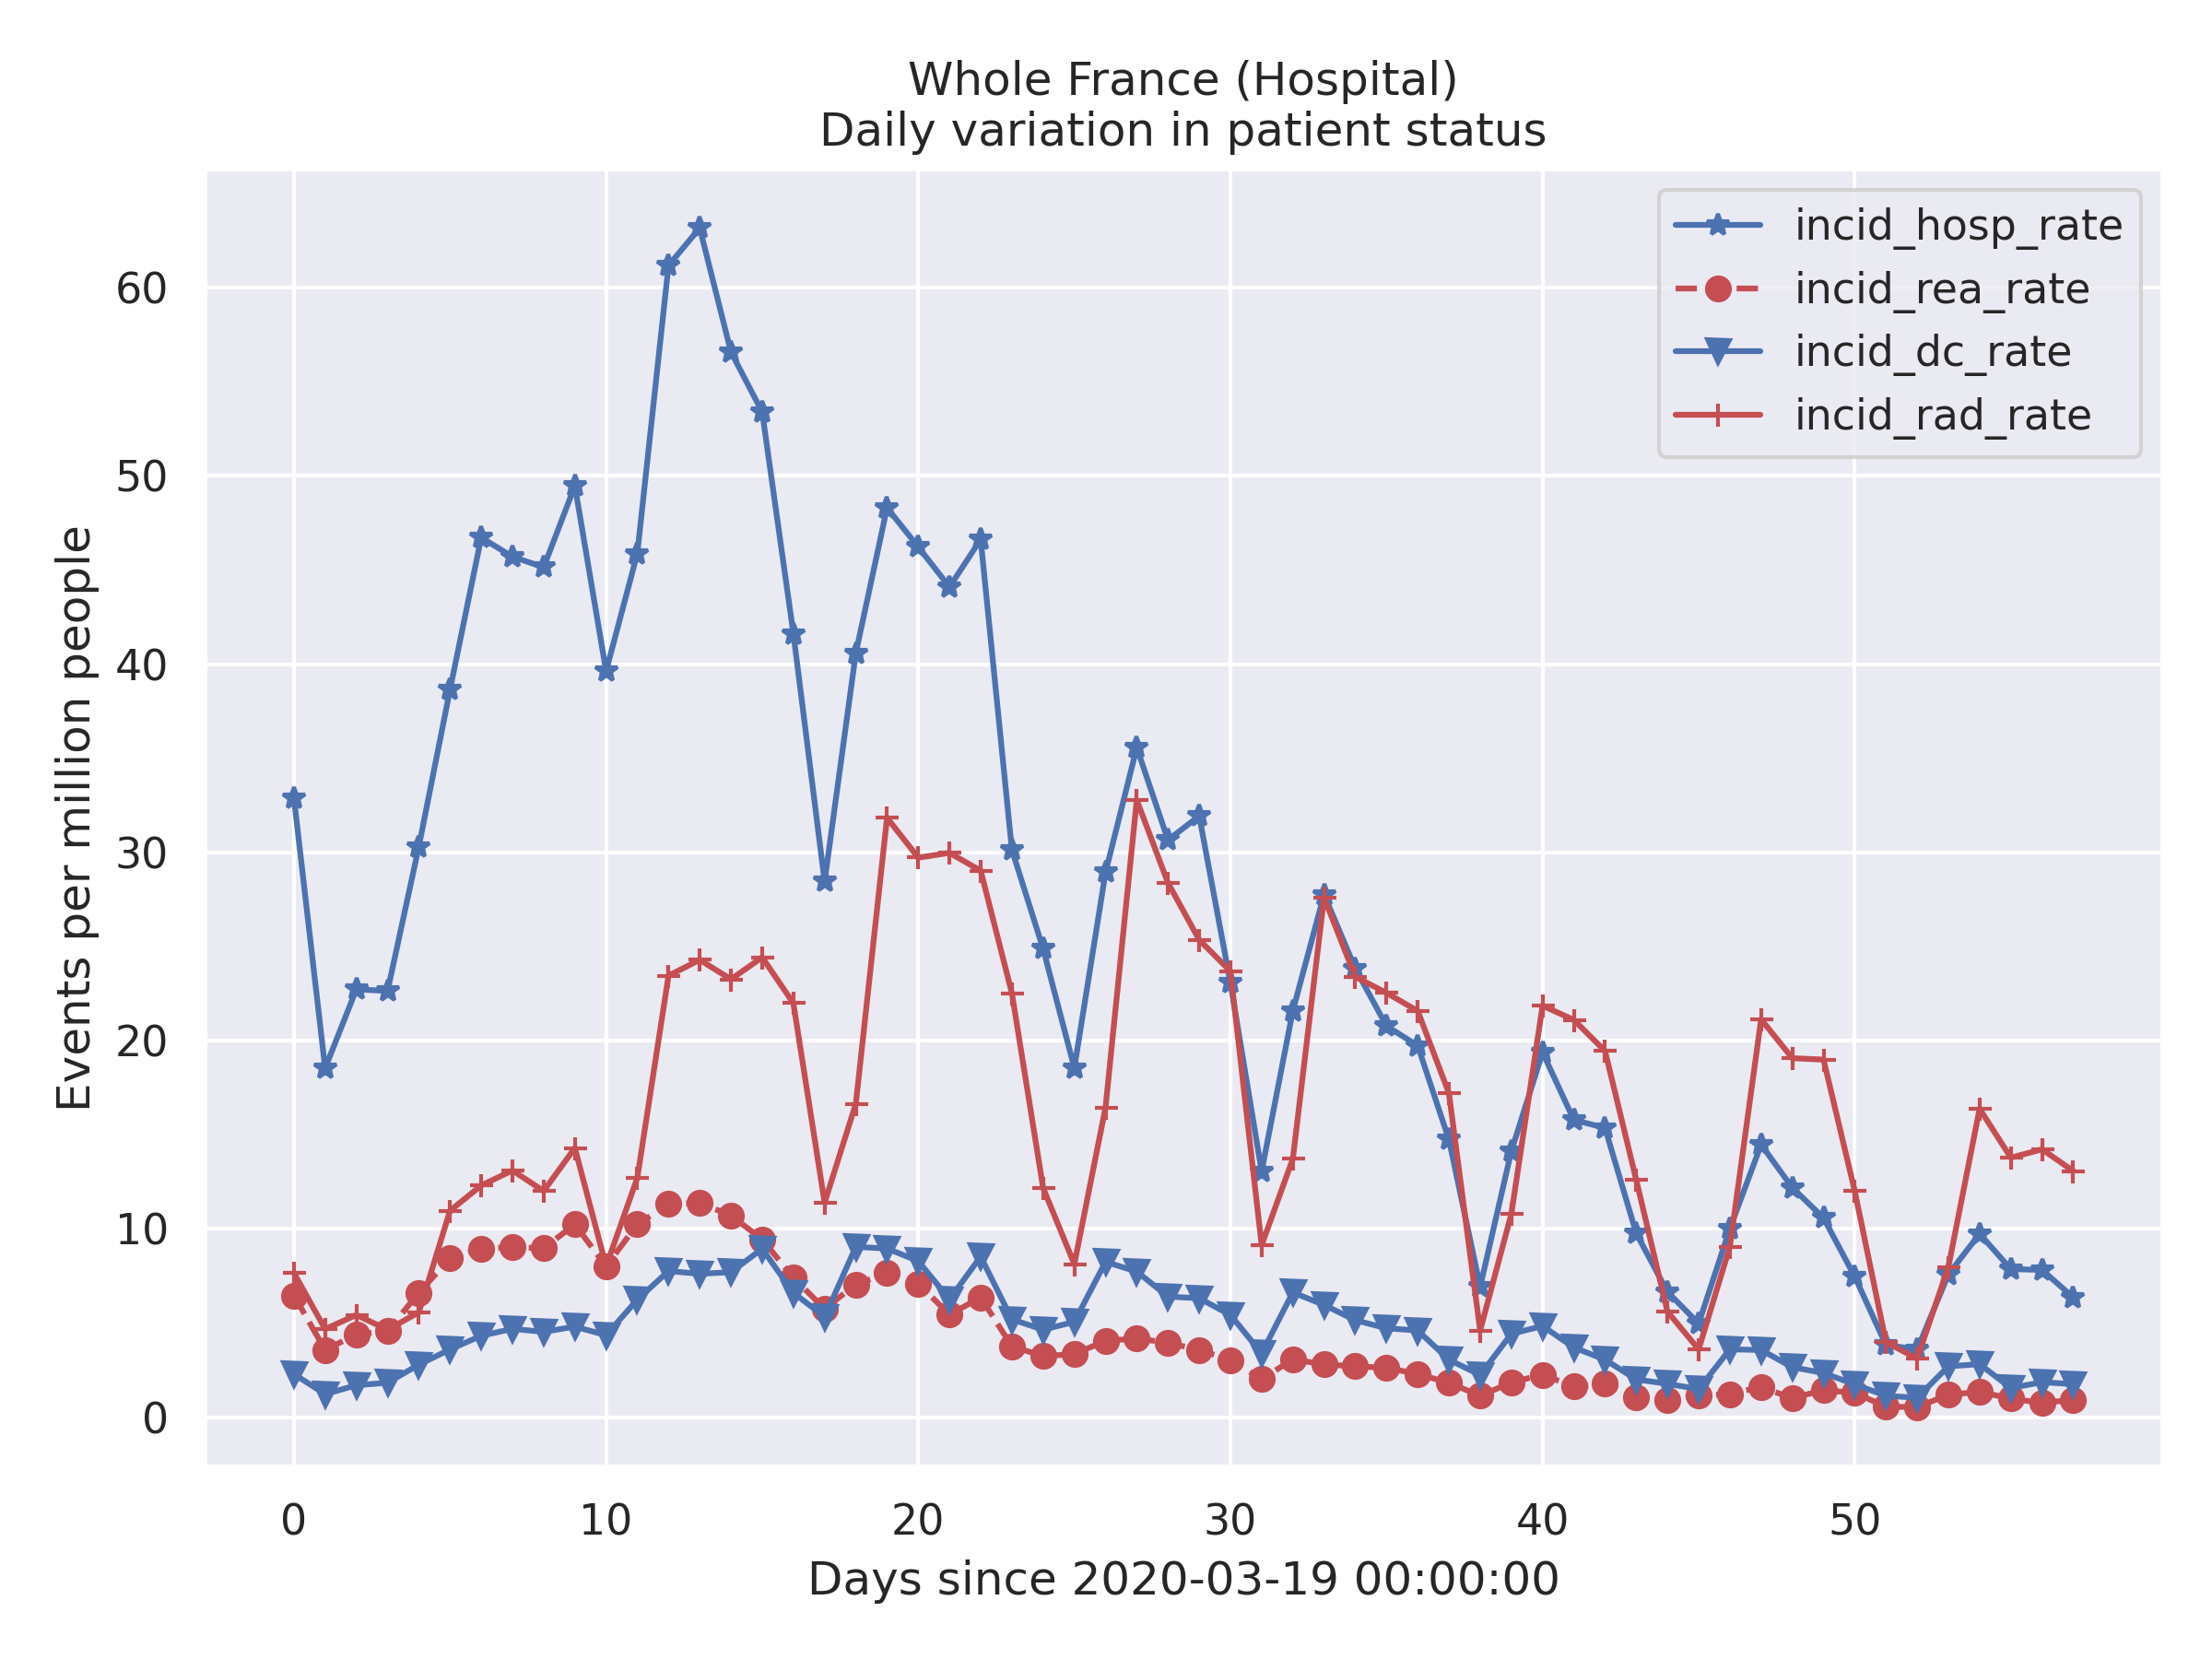 Whole France (Hospital)
Daily variation in patient status
incid_hosp_rate
incid_rea_rate
incid_dc_rate
incid_rad_rate
Events per million people
60
50
40
30
20
10
0
0 10 20 30 40 50
Days since 2020-03-19 00:00:00